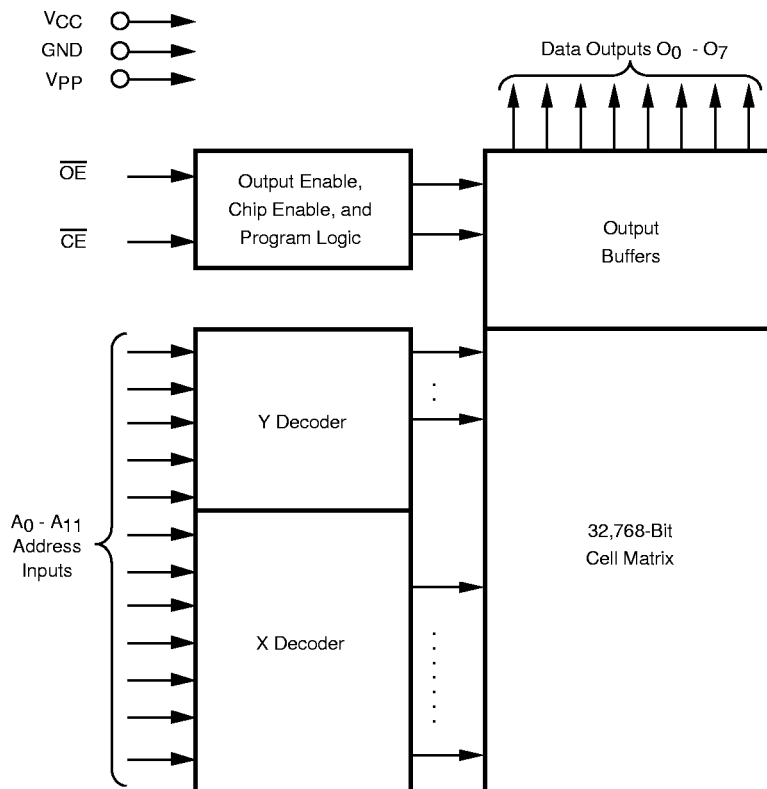 VCC
GND
VPP
Data Outputs O0 - O7
OE
CE
Output Enable,
Chip Enable, and
Program Logic
Output
Buffers
Y Decoder
A0 - A11
Address
Inputs
X Decoder
32,768-Bit
Cell Matrix